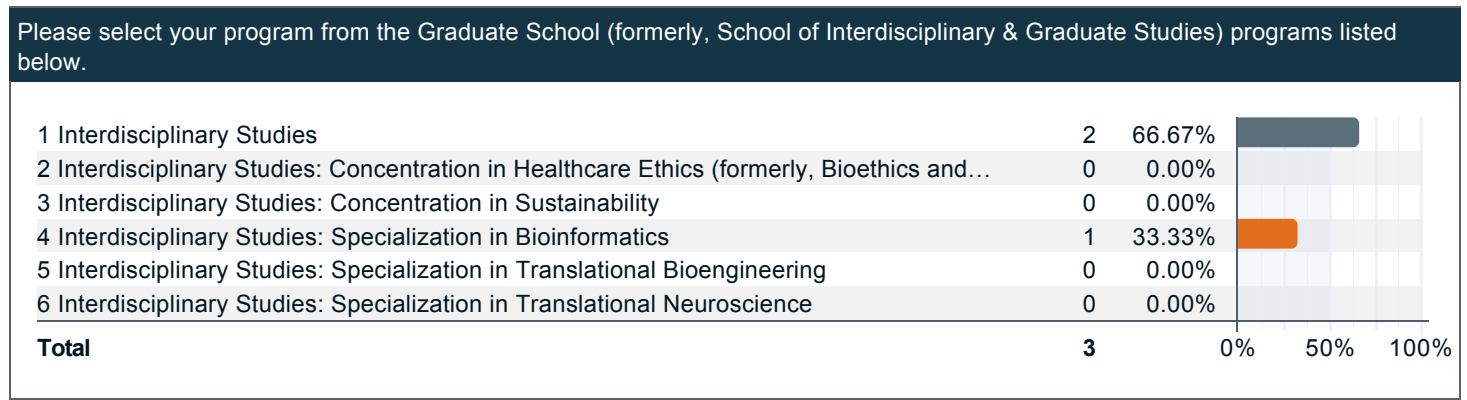 Please select your program from the Graduate School (formerly, School of Interdisciplinary & Graduate Studies) programs listed
below.
1 Interdisciplinary Studies 2 66.67%
2 Interdisciplinary Studies: Concentration in Healthcare Ethics (formerly, Bioethics and… 0 0.00%
3 Interdisciplinary Studies: Concentration in Sustainability 0 0.00%
4 Interdisciplinary Studies: Specialization in Bioinformatics 1 33.33%
5 Interdisciplinary Studies: Specialization in Translational Bioengineering 0 0.00%
6 Interdisciplinary Studies: Specialization in Translational Neuroscience 0 0.00%
Total 3 0% 50% 100%